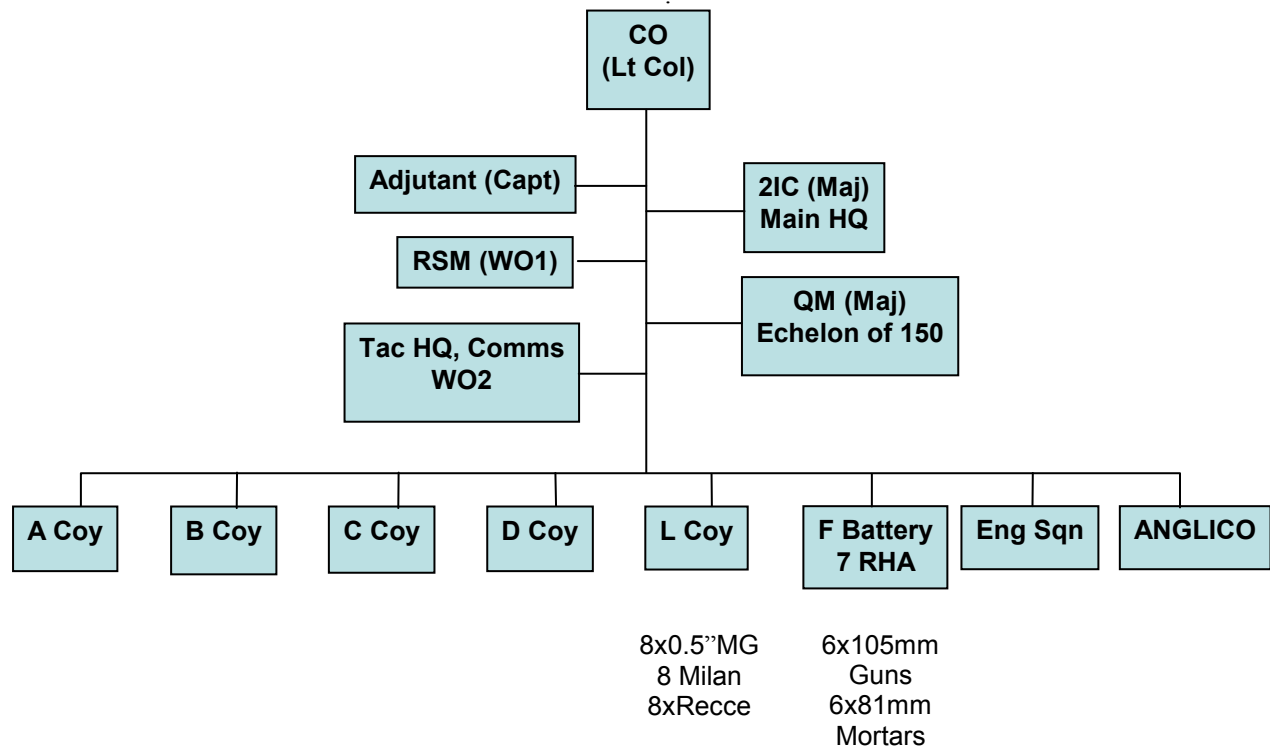 CO
(Lt Col)
Adjutant (Capt)
2IC (Maj)
Main HQ
RSM (WO1)
QM (Maj)
Echelon of 150
Tac HQ, Comms
WO2
A Coy
B Coy
C Coy
D Coy
L Coy
F Battery
7 RHA
Eng Sqn
ANGLICO
8x0.5”MG
8 Milan
8xRecce
6x105mm
Guns
6x81mm
Mortars